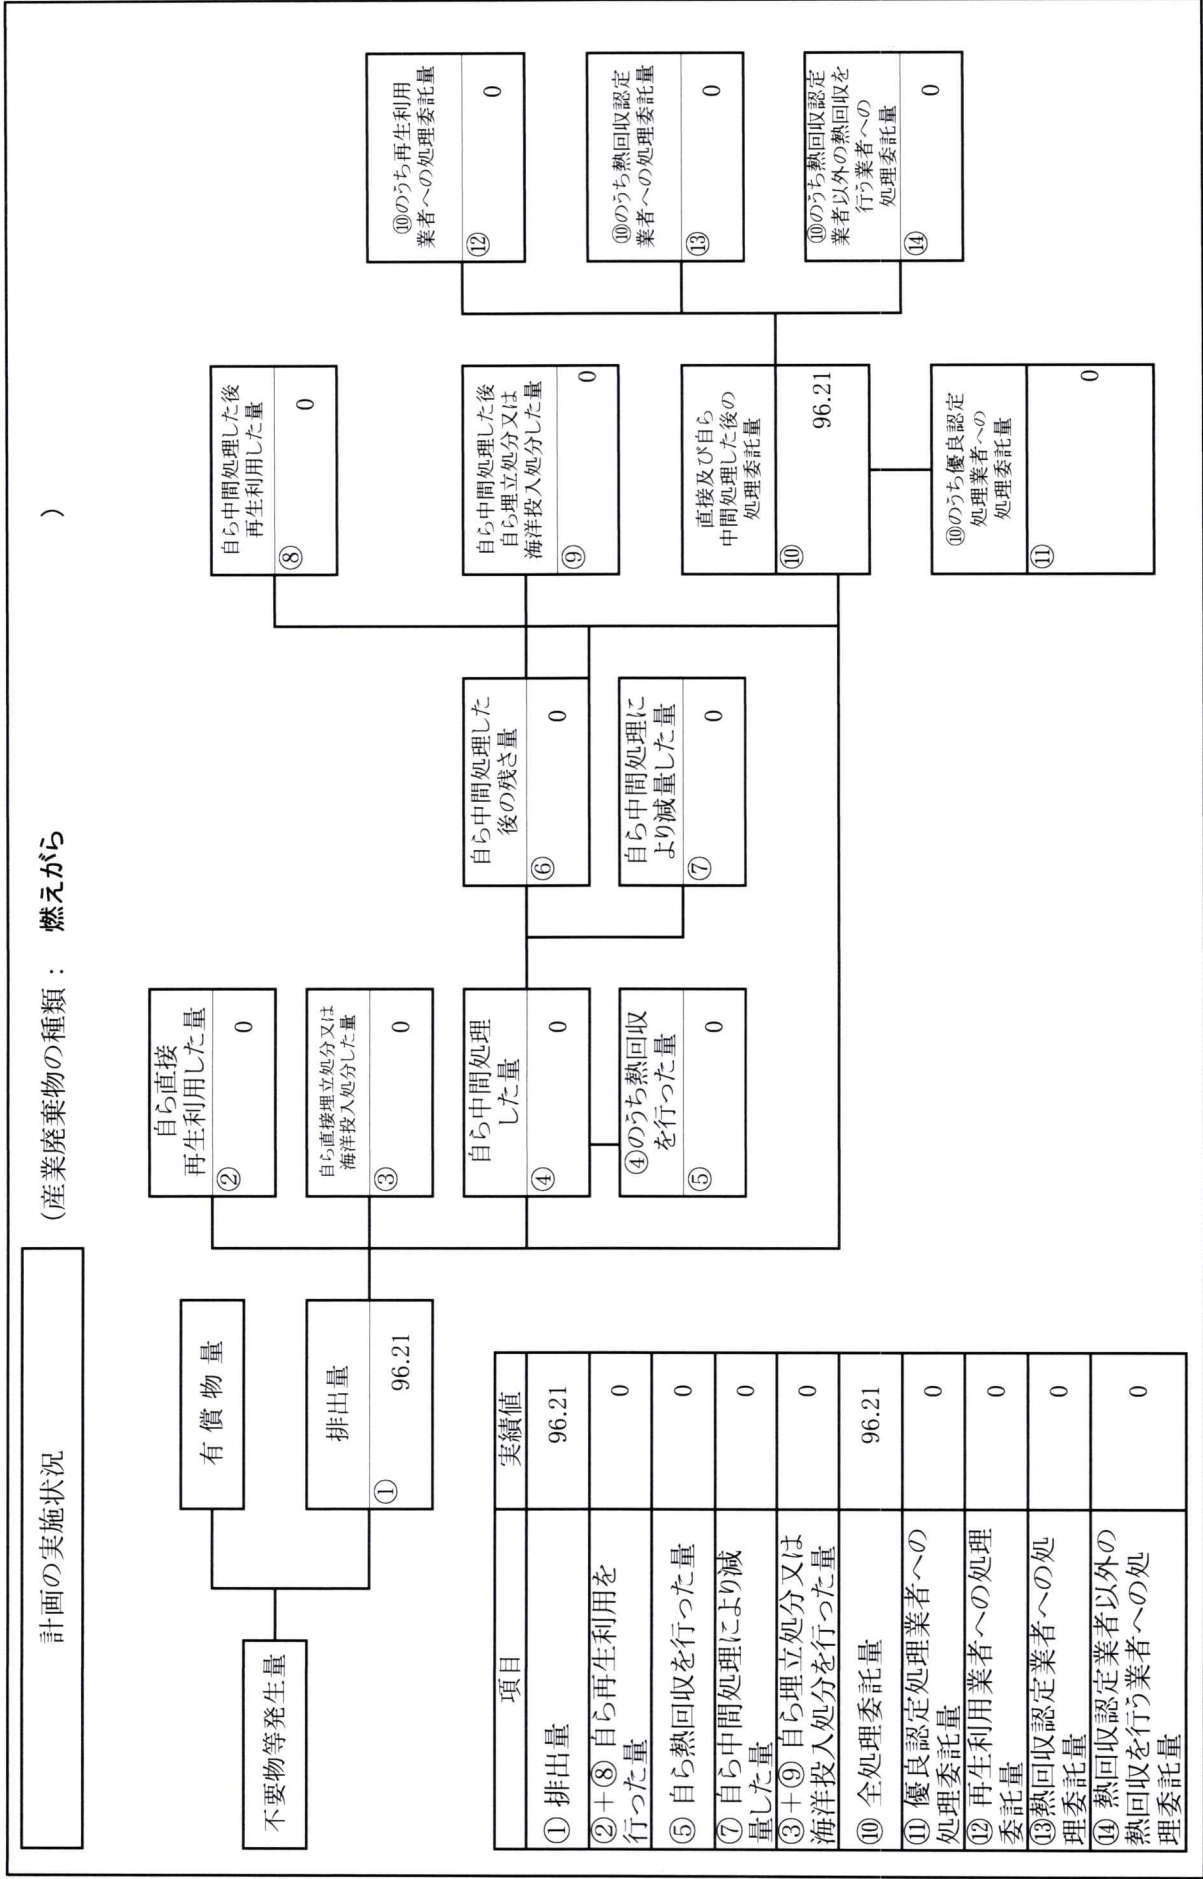 計画の実施状況
(産業廃棄物の種類： 燃えがら )
不要物等発生量
有 償 物 量
排出量
① 96.21
自ら直接
再生利用した量
② 0
自ら直接埋立処分又は
海洋投入処分した量
③ 0
自ら中間処理
した量
④ 0
④のうち熱回収
を行った量
⑤ 0
自ら中間処理した
後の残さ量
⑥ 0
自ら中間処理に
より減量した量
⑦ 0
自ら中間処理した後
再生利用した量
⑧ 0
自ら中間処理した後
自ら埋立処分又は
海洋投入処分した量
⑨ 0
直接及び自ら
中間処理した後の
処理委託量
⑩ 96.21
⑩のうち優良認定
処理業者への
処理委託量
⑪ 0
⑩のうち再生利用
業者への処理委託量
⑫ 0
⑩のうち熱回収認定
業者への処理委託量
⑬ 0
⑩のうち熱回収認定
業者以外の熱回収を
行う業者への
処理委託量
⑭ 0
項目 実績値
① 排出量 96.21
②＋⑧ 自ら再生利用を
行った量 0
⑤ 自ら熱回収を行った量 0
⑦ 自ら中間処理により減
量した量 0
③＋⑨ 自ら埋立処分又は
海洋投入処分を行った量 0
⑩ 全処理委託量 96.21
⑪ 優良認定処理業者への
処理委託量 0
⑫ 再生利用業者への処理
委託量 0
⑬熱回収認定業者への処
理委託量 0
⑭ 熱回収認定業者以外の
熱回収を行う業者への処
理委託量 0